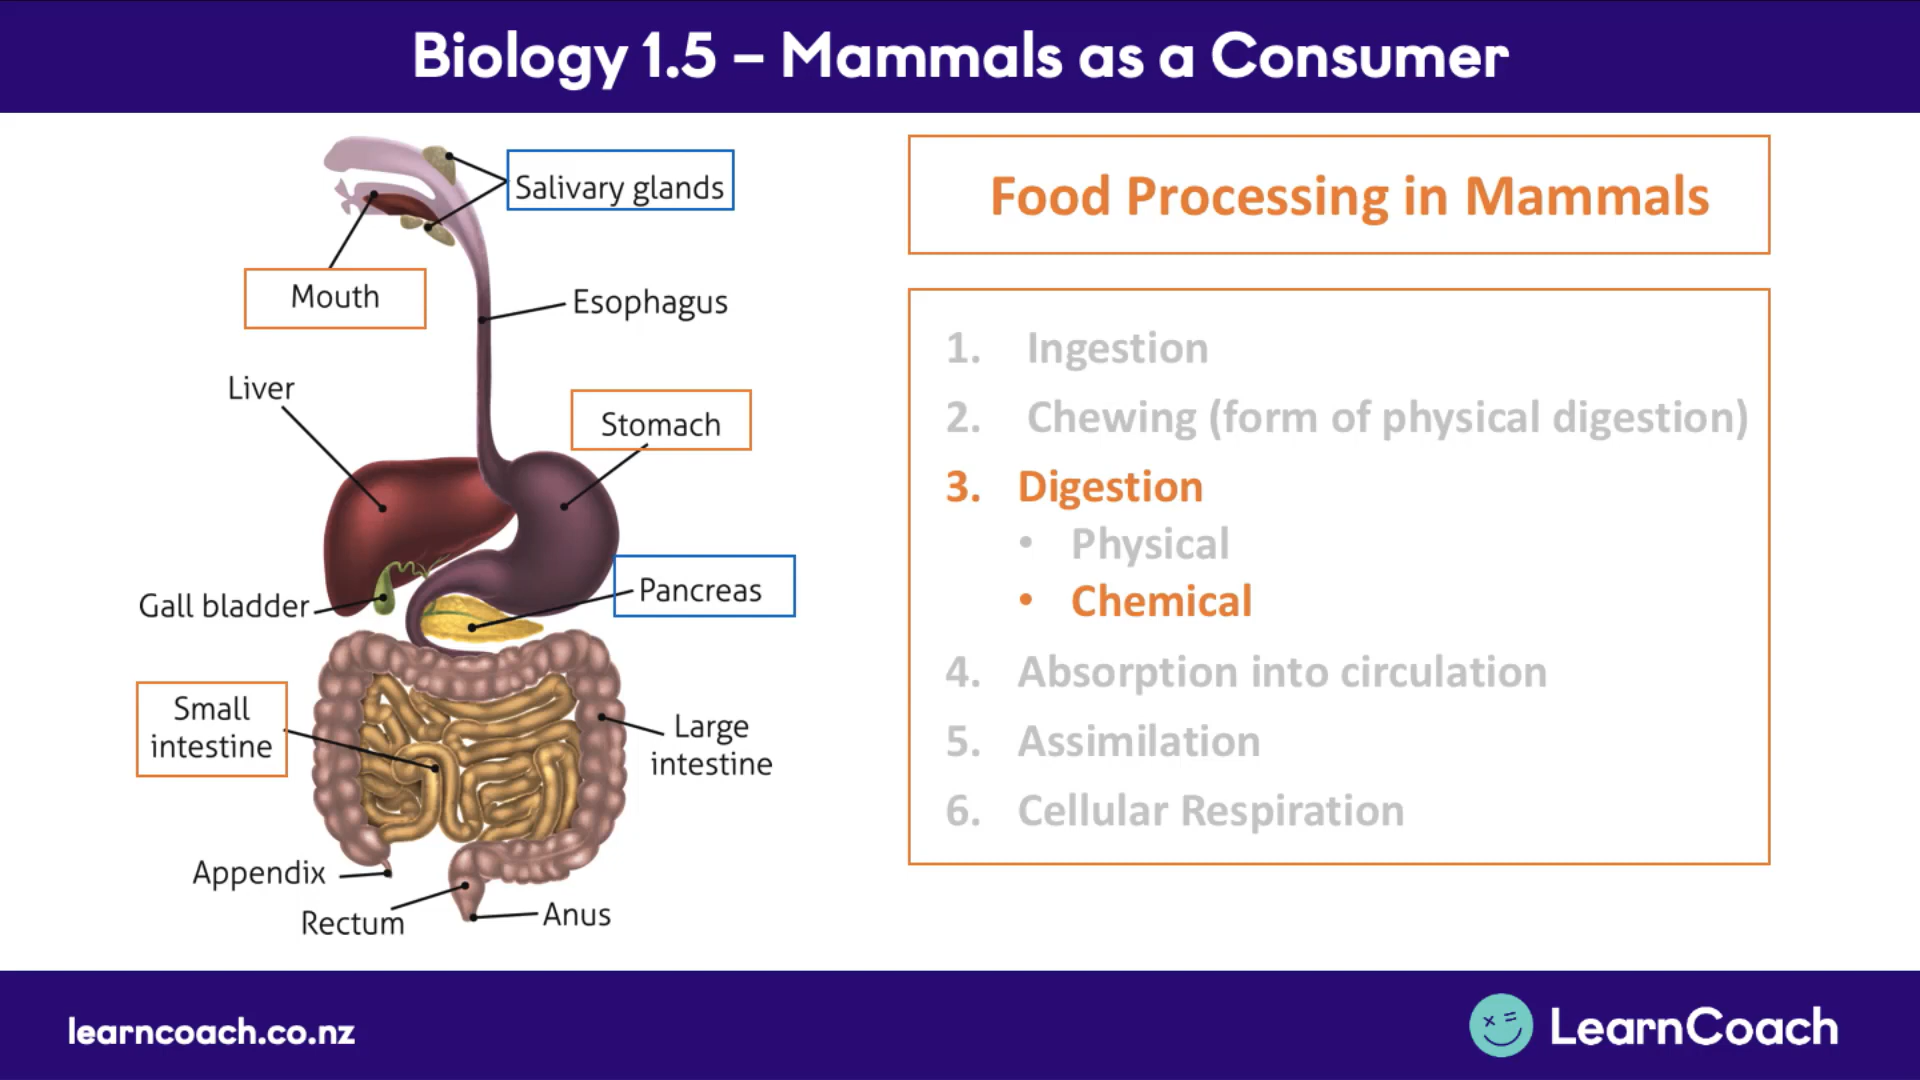 Biology 1.5 – Mammals as a Consumer
Salivary glands
Mouth
Esophagus
Liver
Stomach
Gall bladder
Pancreas
Small
intestine
Large
intestine
Appendix
Rectum
Anus
Food Processing in Mammals
1. Ingestion
2. Chewing (form of physical digestion)
3. Digestion
• Physical
• Chemical
4. Absorption into circulation
5. Assimilation
6. Cellular Respiration
learncoach.co.nz
LearnCoach